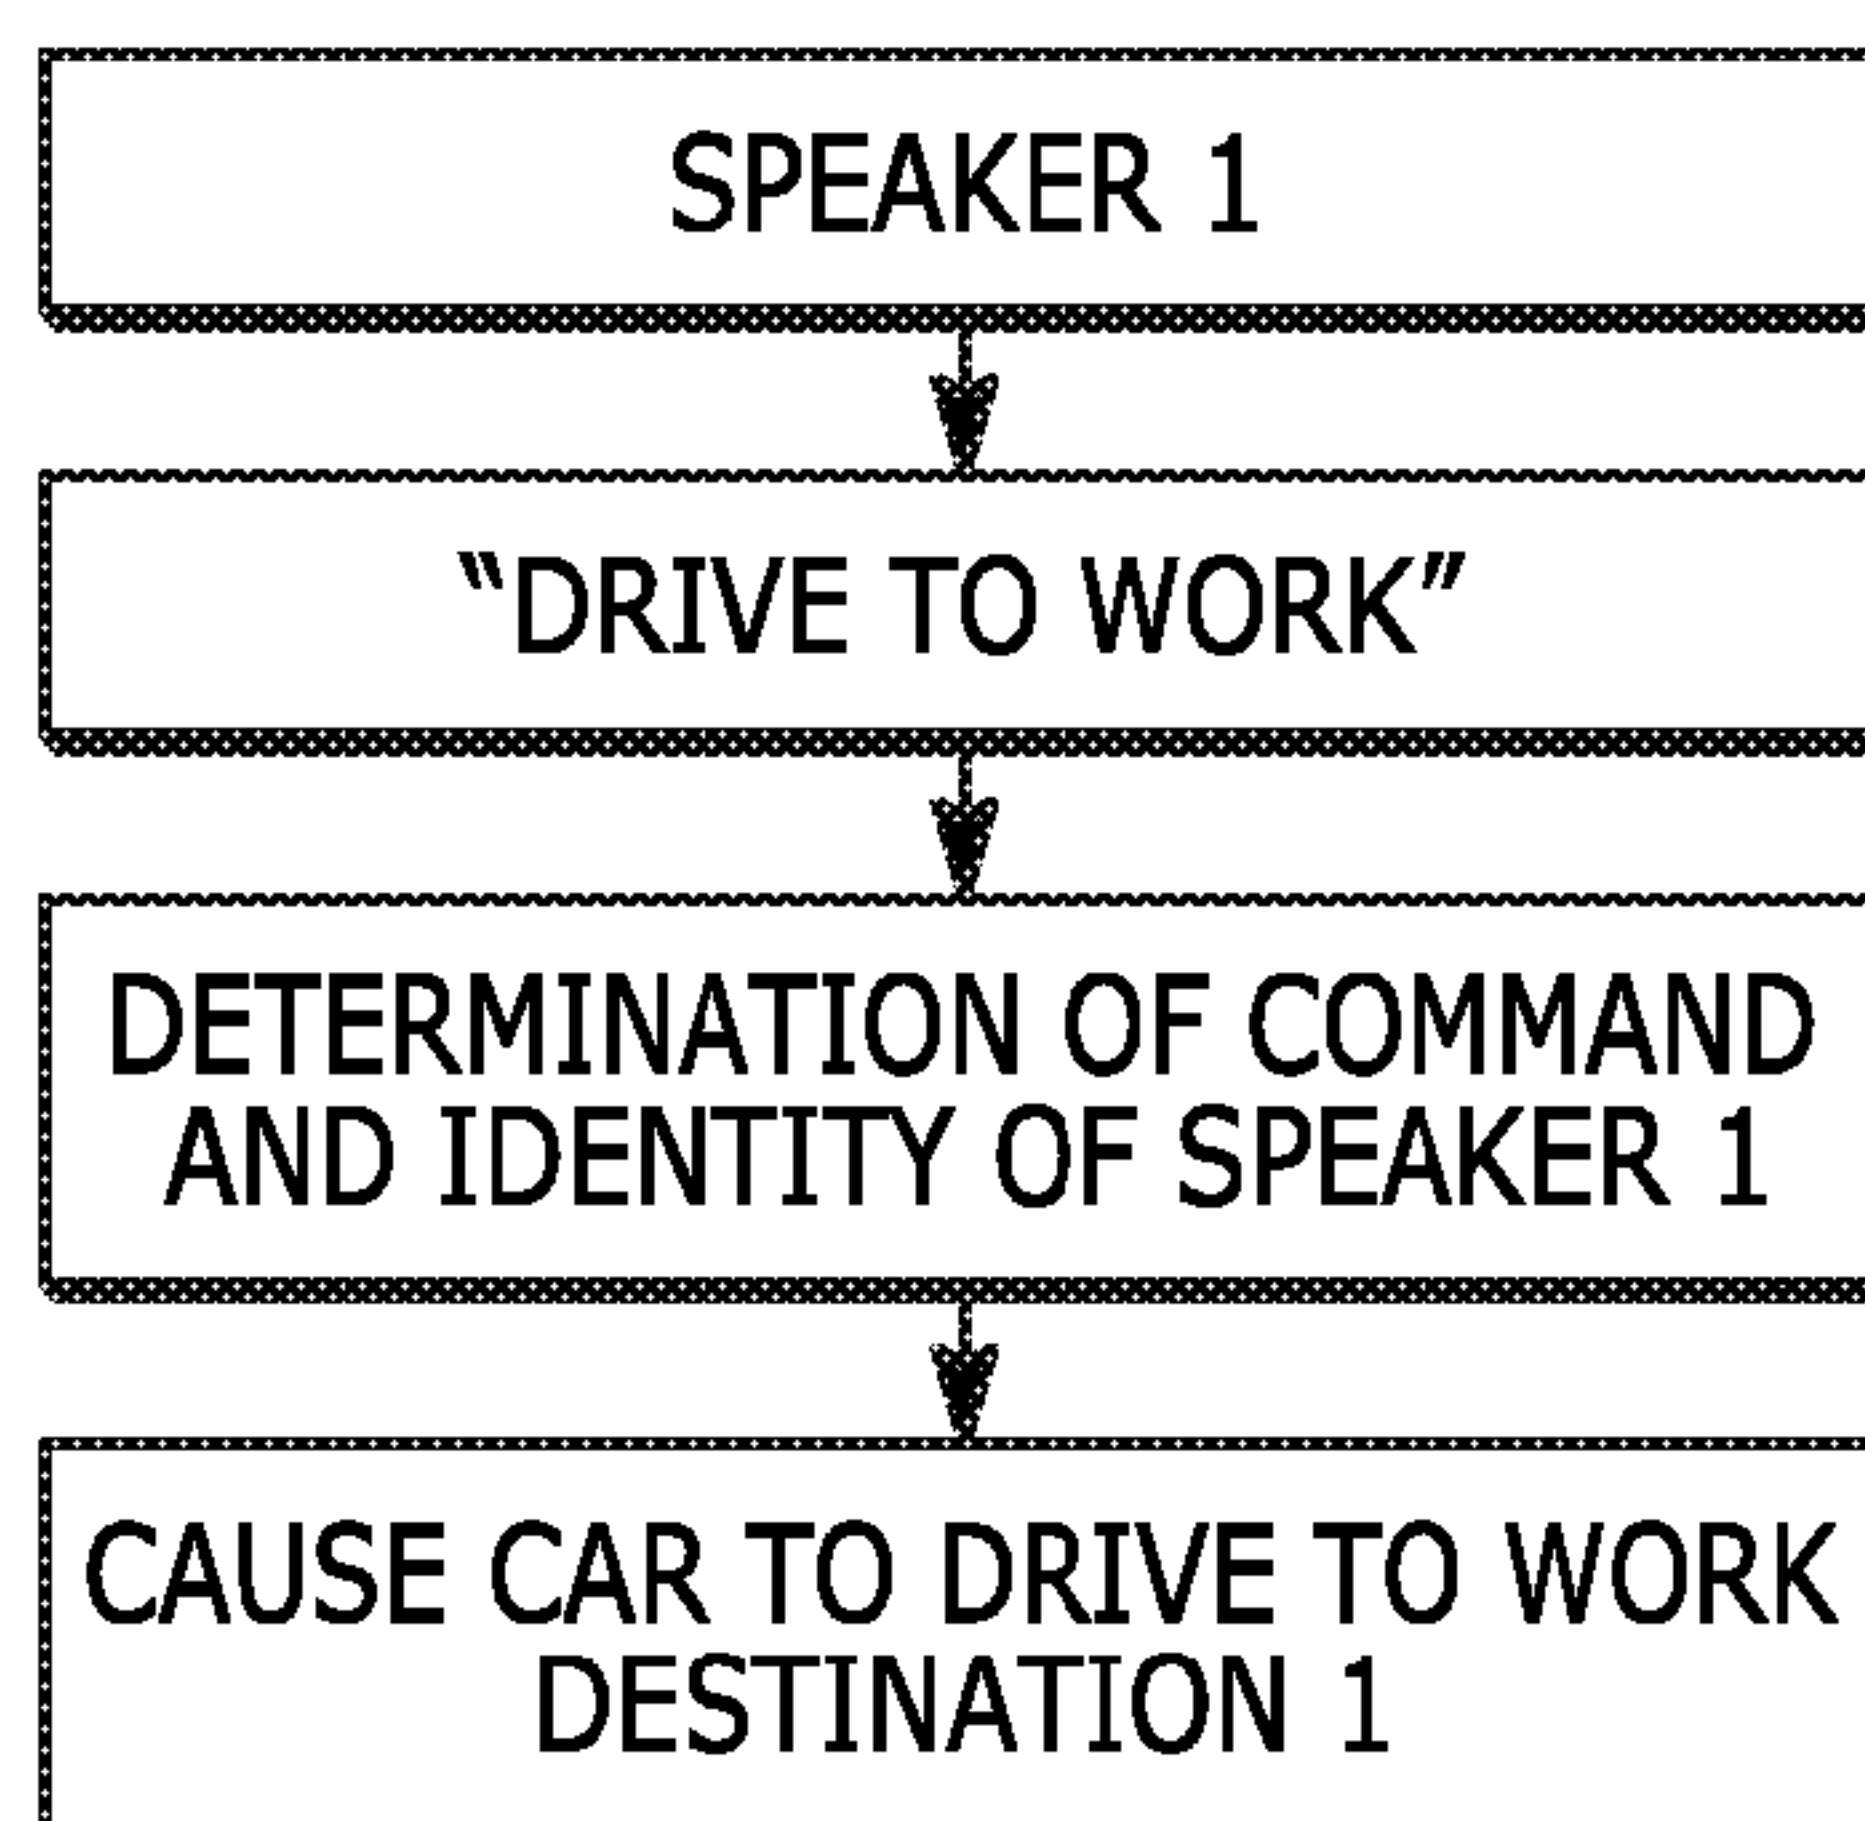 SPEAKER 1
“DRIVE TO WORK”
DETERMINATION OF COMMAND
AND IDENTITY OF SPEAKER 1
CAUSE CAR TO DRIVE TO WORK
DESTINATION 1